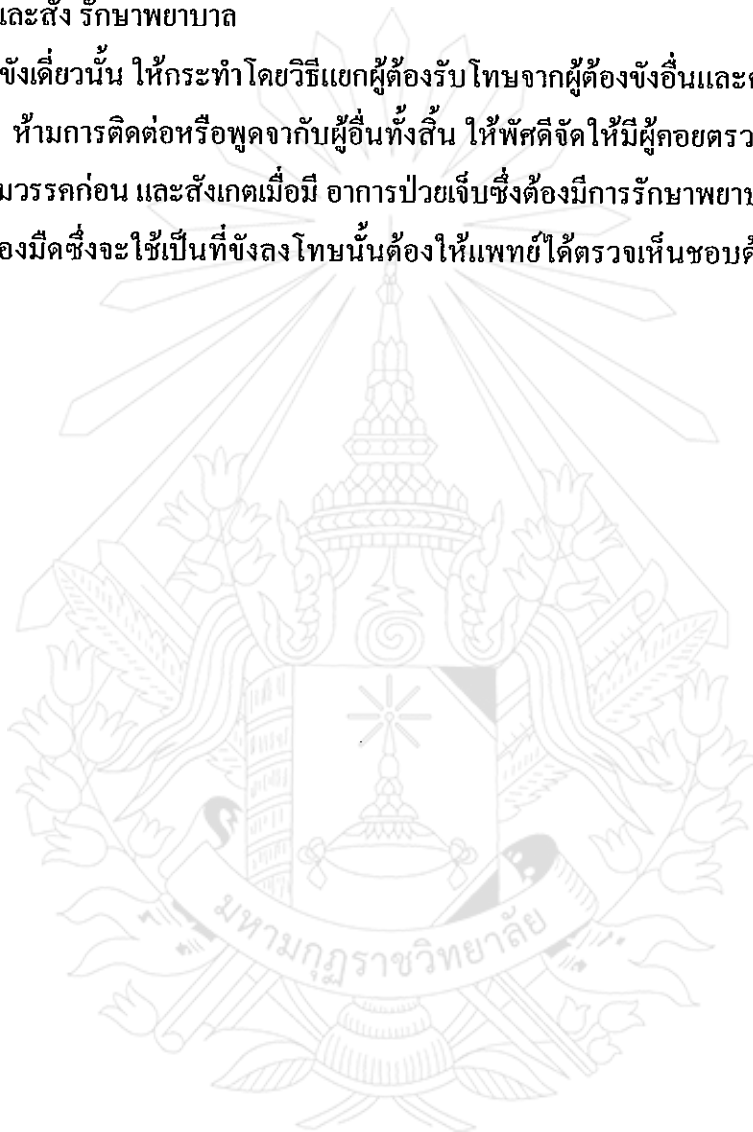 และสั่ง รักษาพยาบาล
ขังเดี่ยวนั้น ให้กระทำโดยวิธีแยกผู้ต้องรับโทษจากผู้ต้องขังอื่นและ
ห้ามการติดต่อหรือพูดจากับผู้อื่นทั้งสิ้น ให้พัศดีจัดให้มีผู้คอยตรว
มวรรคก่อน และสังเกตเมื่อมี อาการป่วยเจ็บซึ่งต้องมีการรักษาพยาบ
องมืดซึ่งจะใช้เป็นที่ขังลงโทษนั้นต้องให้แพทย์ได้ตรวจเห็นชอบด้
มหามกุฏราชวิทยาลัย